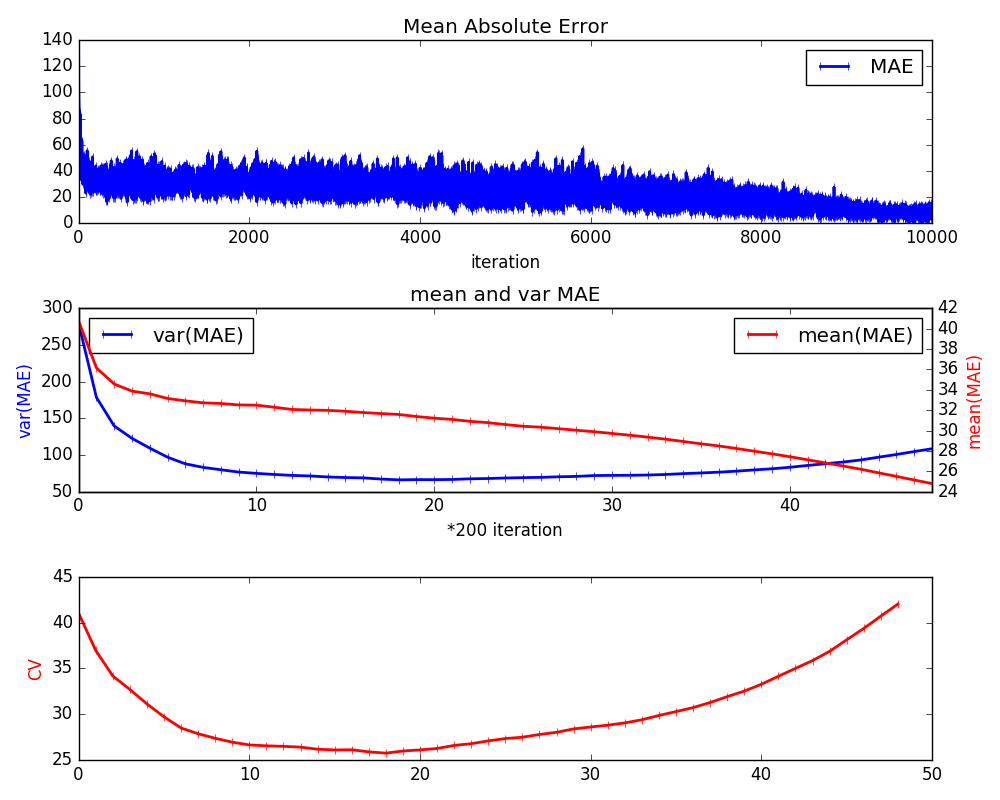 Mean Absolute Error
140
120
100
80
60
40
20
0
MAE
0 2000 4000 6000 8000 10000
iteration
mean and var MAE
300
250
200
150
100
50
var(MAE)
var(MAE)
mean(MAE)
42
40
38
36
34
32
30
28
26
24
mean(MAE)
0 10 20 30 40
*200 iteration
45
40
35
30
25
CV
0 10 20 30 40 50